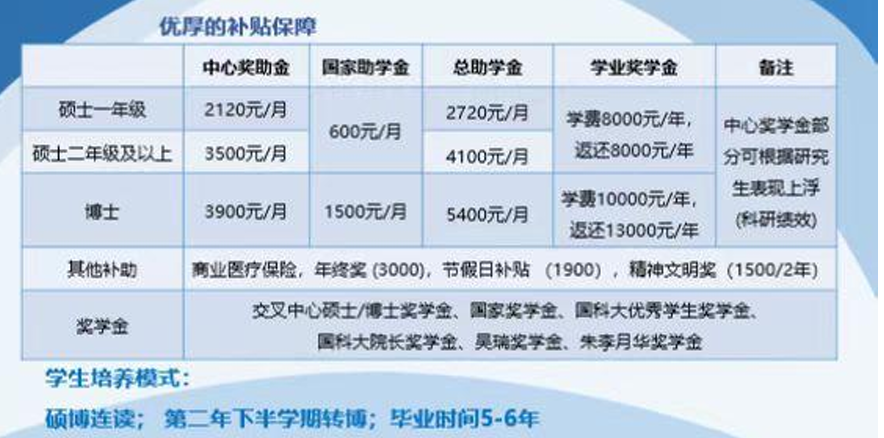 优厚的补贴保障
中心奖助金 国家助学金 总助学金 学业奖学金 备注
硕士一年级 2120元/月 600元/月 2720元/月 学费8000元/年，
返还8000元/年 中心奖学金部
分可根据研究
生表现上浮
(科研绩效)
硕士二年级及以上 3500元/月 4100元/月
博士 3900元/月 1500元/月 5400元/月 学费10000元/年，
返还13000元/年
其他补助 商业医疗保险，年终奖 (3000)，节假日补贴 （1900），精神文明奖（1500/2年）
奖学金 交叉中心硕士/博士奖学金、国家奖学金、国科大优秀学生奖学金、
国科大院长奖学金、吴瑞奖学金、朱李月华奖学金
学生培养模式：
硕博连读； 第二年下半学期转博；毕业时间5-6年